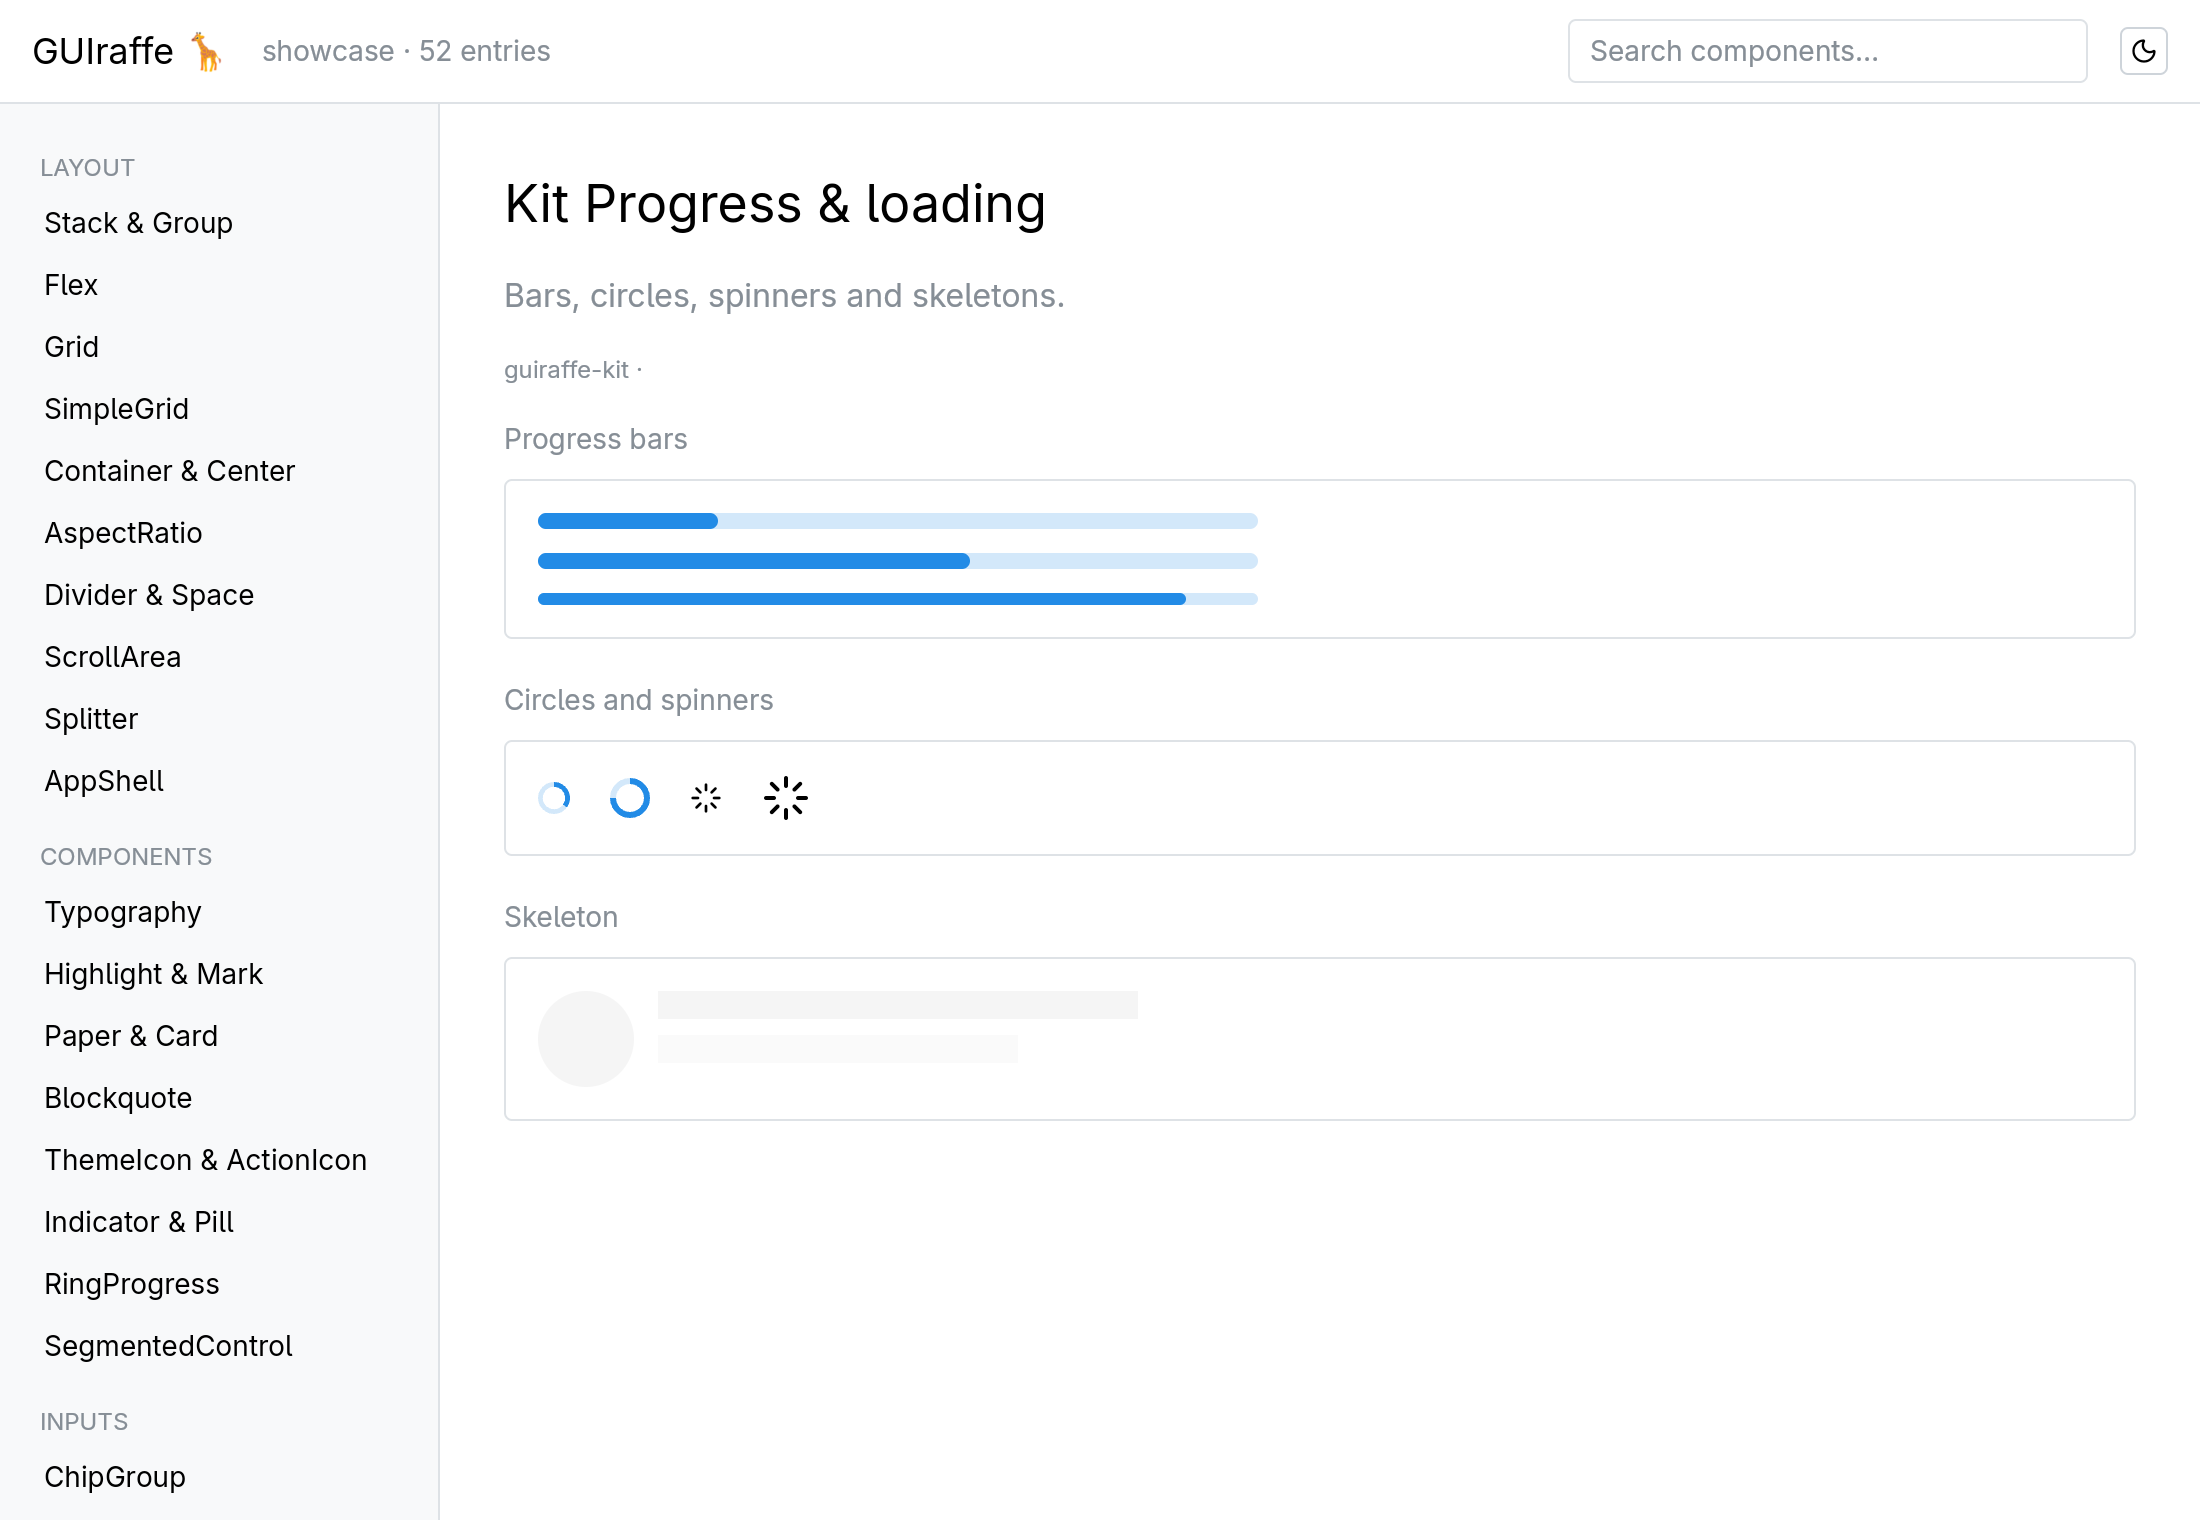 GUIraffe 🦒 showcase · 52 entries
Search components...
LAYOUT
Stack & Group
Flex
Grid
SimpleGrid
Container & Center
AspectRatio
Divider & Space
ScrollArea
Splitter
AppShell
COMPONENTS
Typography
Highlight & Mark
Paper & Card
Blockquote
ThemeIcon & ActionIcon
Indicator & Pill
RingProgress
SegmentedControl
INPUTS
ChipGroup
Kit Progress & loading
Bars, circles, spinners and skeletons.
guiraffe-kit ·
Progress bars
Circles and spinners
Skeleton